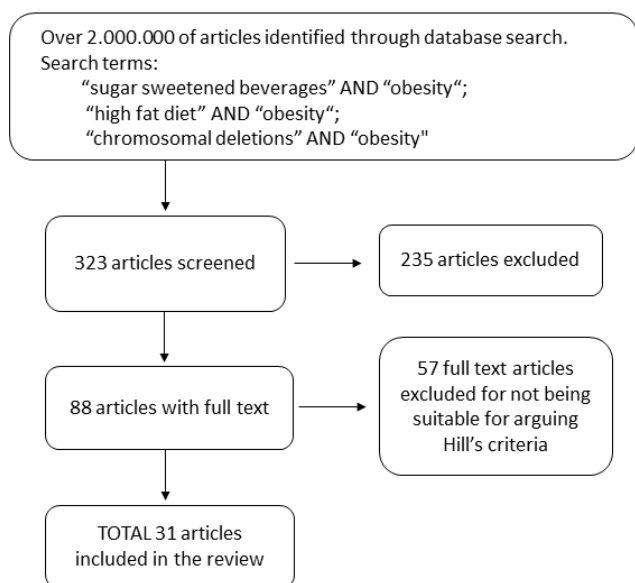 Over 2.000.000 of articles identified through database search.
Search terms:
“sugar sweetened beverages” AND “obesity“;
“high fat diet” AND “obesity“;
“chromosomal deletions” AND “obesity"
323 articles screened
235 articles excluded
88 articles with full text
57 full text articles
excluded for not being
suitable for arguing
Hill’s criteria
TOTAL 31 articles
included in the review